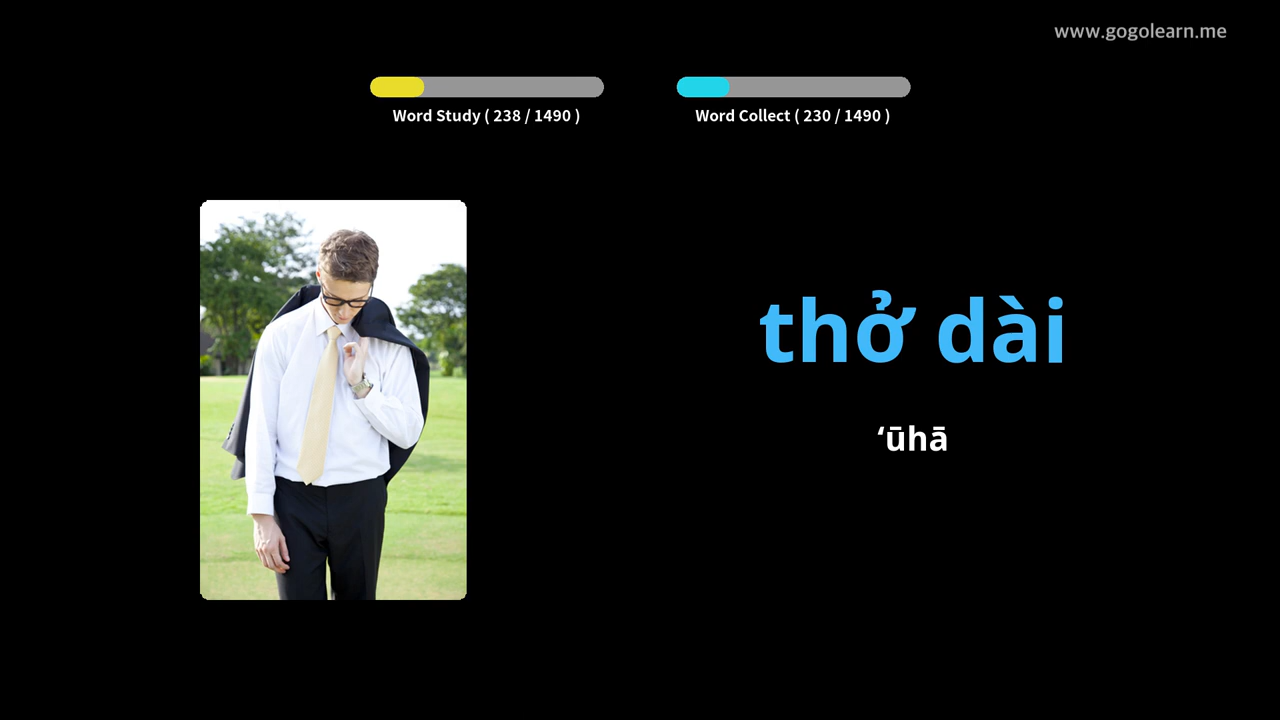 www.gogolearn.me
Word Study ( 238 / 1490 )
Word Collect ( 230 / 1490 )
thở dài
ʻūhā